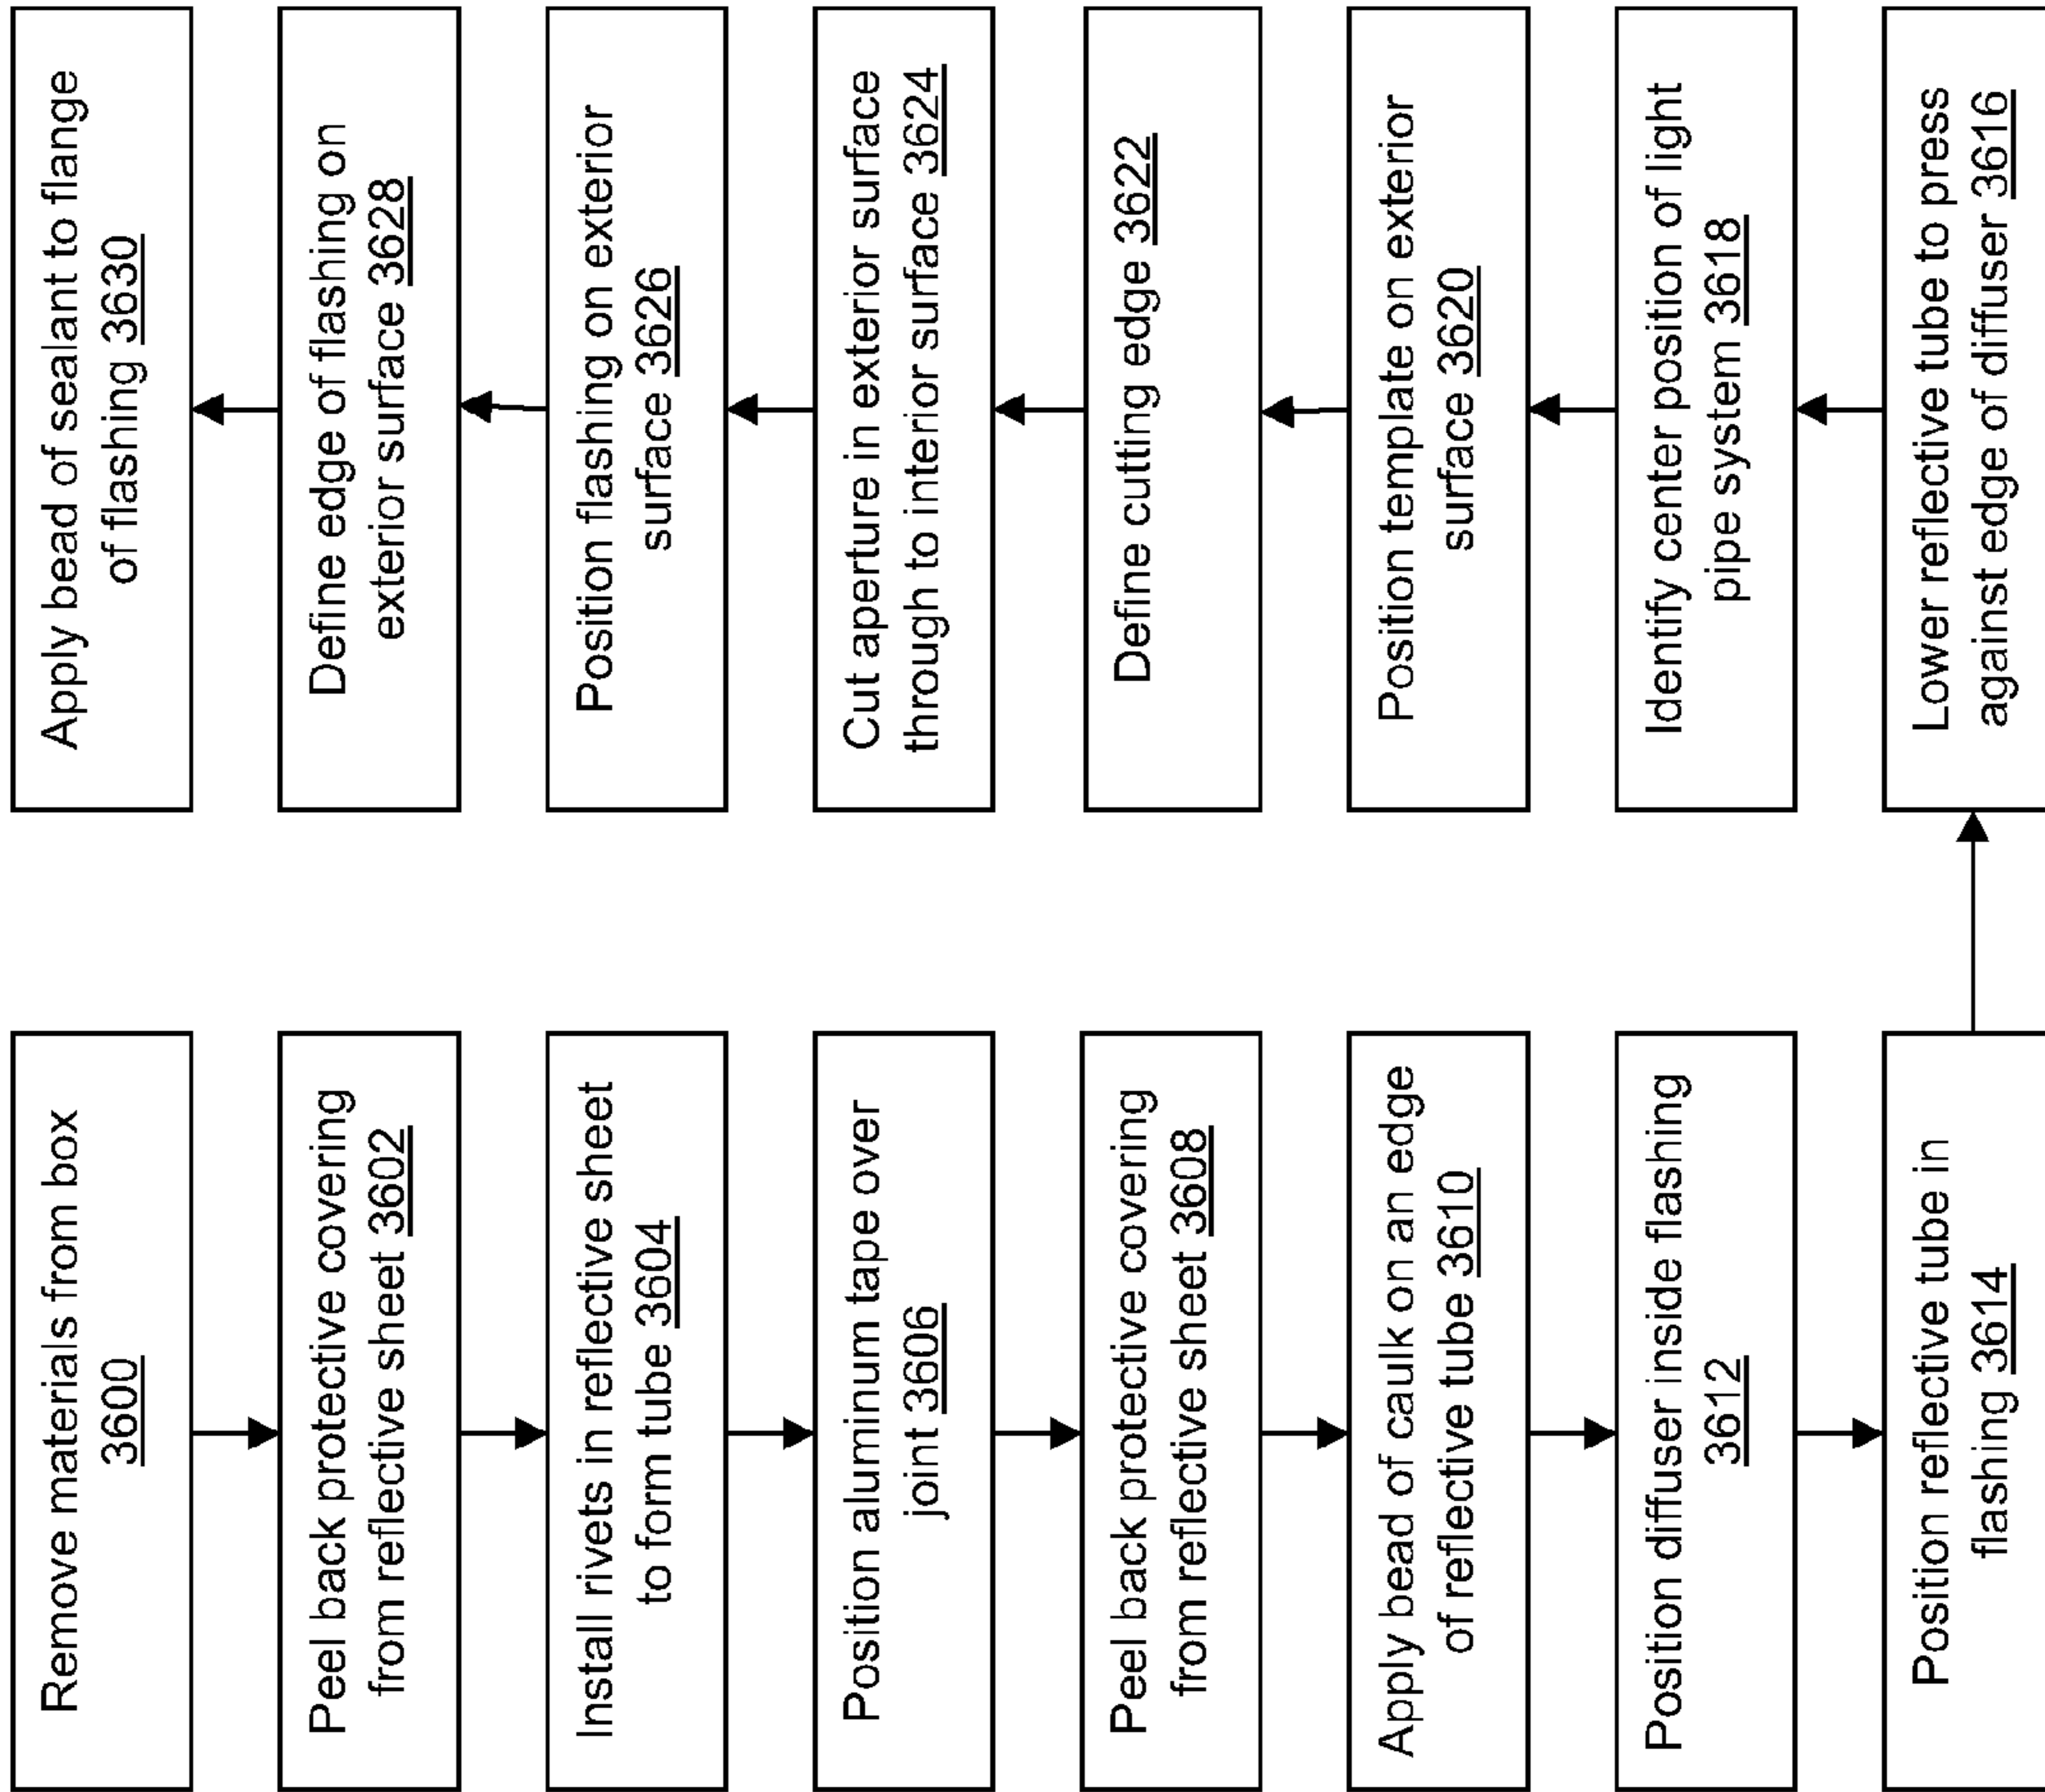 Remove materials from box
3600
Peel back protective covering
from reflective sheet 3602
Install rivets in reflective sheet
to form tube 3604
Position aluminum tape over
joint 3606
Peel back protective covering
from reflective sheet 3608
Apply bead of caulk on an edge
of reflective tube 3610
Position diffuser inside flashing
3612
Position reflective tube in
flashing 3614
Lower reflective tube to press
against edge of diffuser 3616
Identify center position of light
pipe system 3618
Position template on exterior
surface 3620
Define cutting edge 3622
Cut aperture in exterior surface
through to interior surface 3624
Position flashing on exterior
surface 3626
Define edge of flashing on
exterior surface 3628
Apply bead of sealant to flange
of flashing 3630